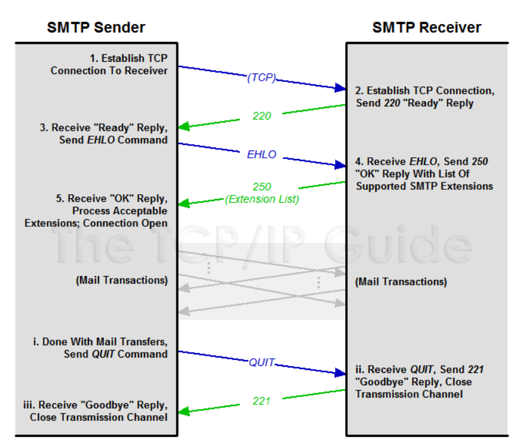 SMTP Sender
SMTP Receiver
1. Establish TCP
Connection To Receiver
(TCP)
2. Establish TCP Connection,
Send 220 "Ready" Reply
220
3. Receive "Ready" Reply,
Send EHLO Command
EHLO
4. Receive EHLO, Send 250
"OK" Reply With List Of
Supported SMTP Extensions
250
(Extension List)
5. Receive "OK" Reply,
Process Acceptable
Extensions; Connection Open
The TCP/IP Guide
(Mail Transactions)
(Mail Transactions)
i. Done With Mail Transfers,
Send QUIT Command
QUIT
ii. Receive QUIT, Send 221
"Goodbye" Reply, Close
Transmission Channel
221
iii. Receive "Goodbye" Reply,
Close Transmission Channel